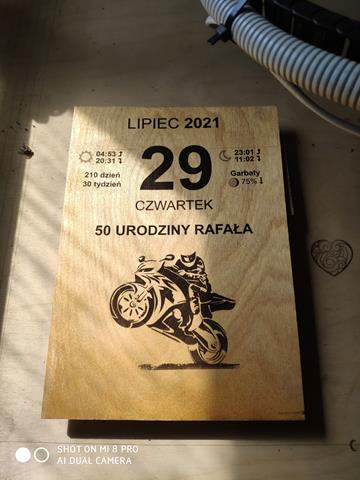 LIPIEC 2021
04:53
20:31
29
23:01
11:02
210 dzień
30 tydzień
Garbaty
75%
CZWARTEK
50 URODZINY RAFAŁA
SHOT ON MI 8 PRO
AI DUAL CAMERA